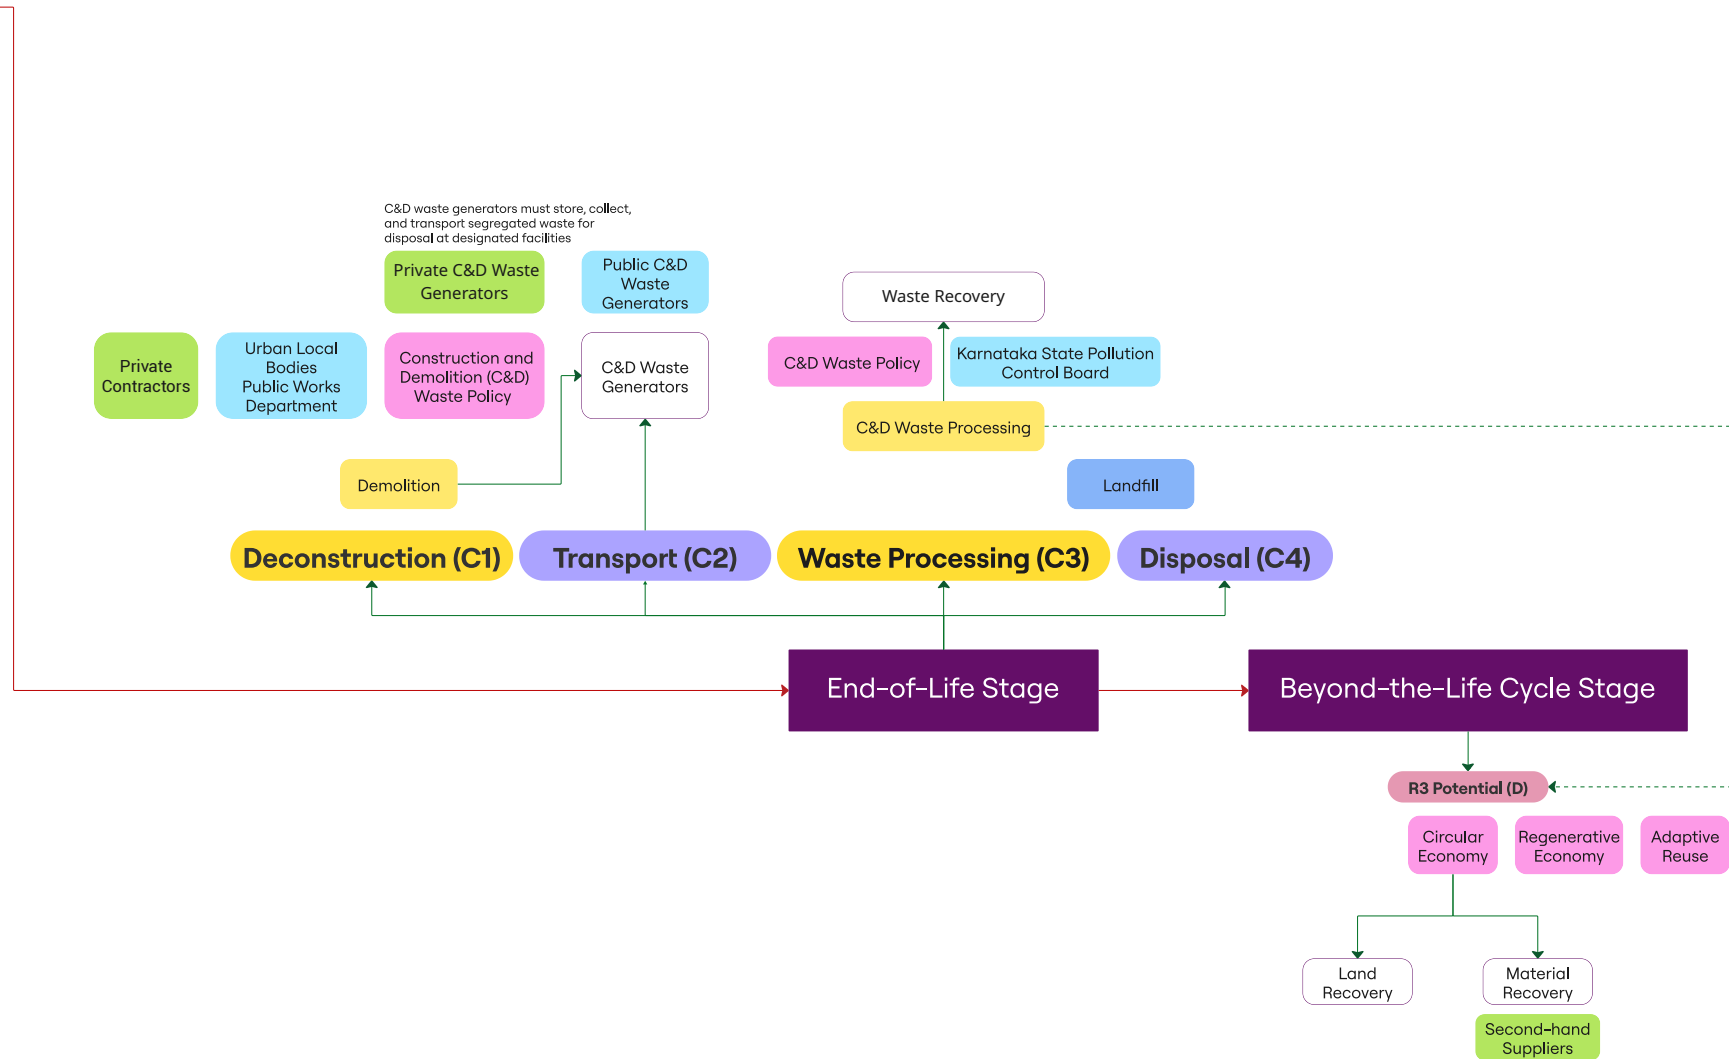 C&D waste generators must store, collect,
and transport segregated waste for
disposal at designated facilities
Private C&D Waste
Generators
Public C&D
Waste
Generators
Waste Recovery
Private
Contractors
Urban Local
Bodies
Public Works
Department
Construction and
Demolition (C&D)
Waste Policy
C&D Waste
Generators
C&D Waste Policy
Karnataka State Pollution
Control Board
C&D Waste Processing
Demolition
Landfill
Deconstruction (C1)
Transport (C2)
Waste Processing (C3)
Disposal (C4)
End-of-Life Stage
Beyond-the-Life Cycle Stage
R3 Potential (D)
Circular
Economy
Regenerative
Economy
Adaptive
Reuse
Land
Recovery
Material
Recovery
Second-hand
Suppliers